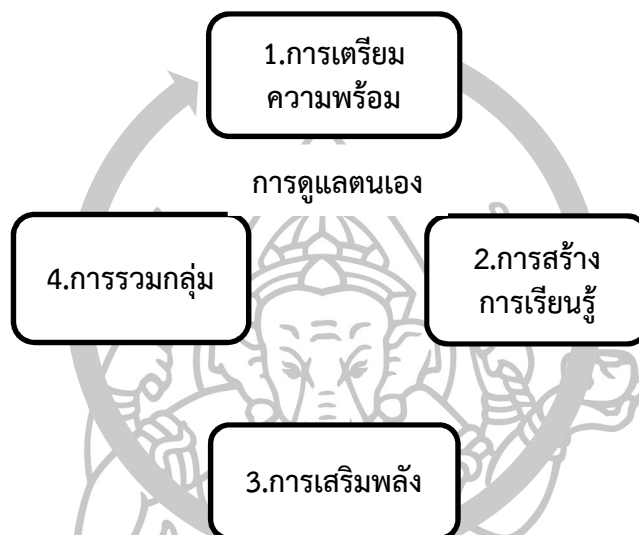 1.การเตรียม
ความพร้อม
การดูแลตนเอง
2.การสร้าง
การเรียนรู้
4.การรวมกลุ่ม
3.การเสริมพลัง